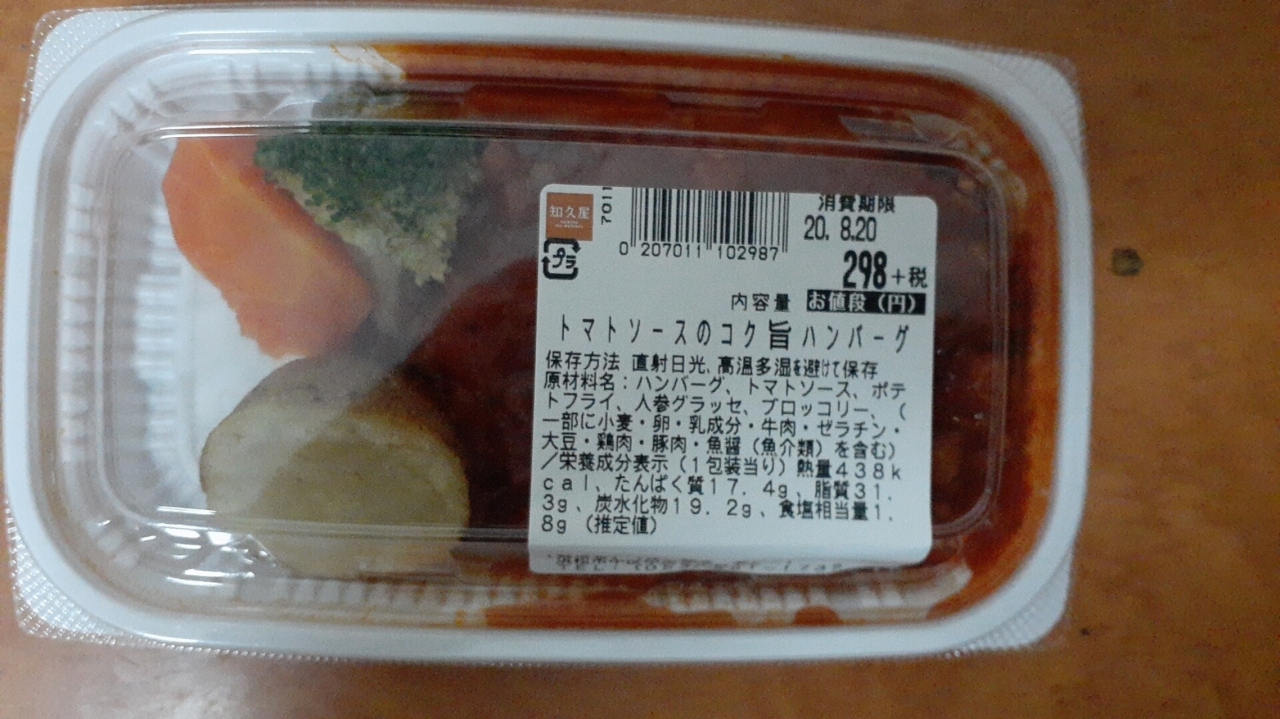 知久屋
7011
0 207011 102987
消費期限
20. 8.20
プラ
298+税
内容量 お値段(円)
トマトソースのコク旨ハンバーグ
保存方法 直射日光、高温多湿を避けて保存
原材料名:ハンバーグ、トマトソース、ポテ
トフライ、人参グラッセ、ブロッコリー、(
一部に小麦・卵・乳成分・牛肉・ゼラチン・
大豆・鶏肉・豚肉・魚醤(魚介類)を含む)
/栄養成分表示(1包装当り)熱量438k
cal、たんぱく質17.4g、脂質31.
3g、炭水化物19.2g、食塩相当量1.
8g(推定値)